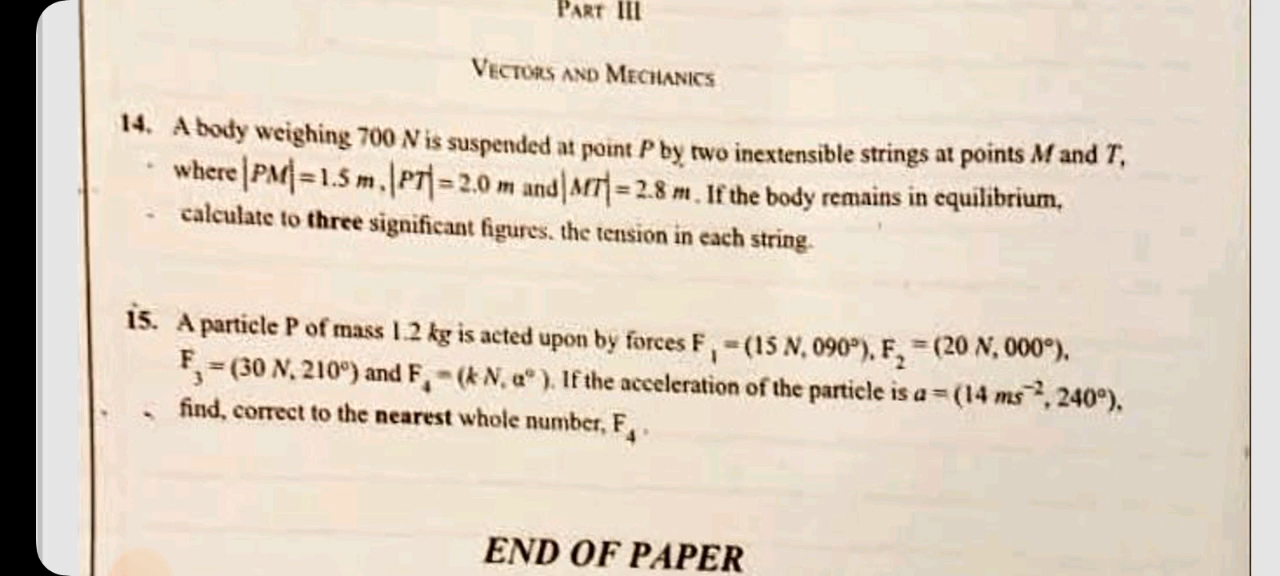 PART III
VECTORS AND MECHANICS
14. A body weighing 700 N is suspended at point P by two inextensible strings at points M and T,
where |PM| = 1.5 m, |PT| = 2.0 m and |MT| = 2.8 m. If the body remains in equilibrium,
calculate to three significant figures, the tension in each string.
15. A particle P of mass 1.2 kg is acted upon by forces F₁ = (15 N, 090°), F₂ = (20 N, 000°),
F₃ = (30 N, 210°) and F₄ = (k N, α°). If the acceleration of the particle is a = (14 ms⁻², 240°),
find, correct to the nearest whole number, F₄.
END OF PAPER